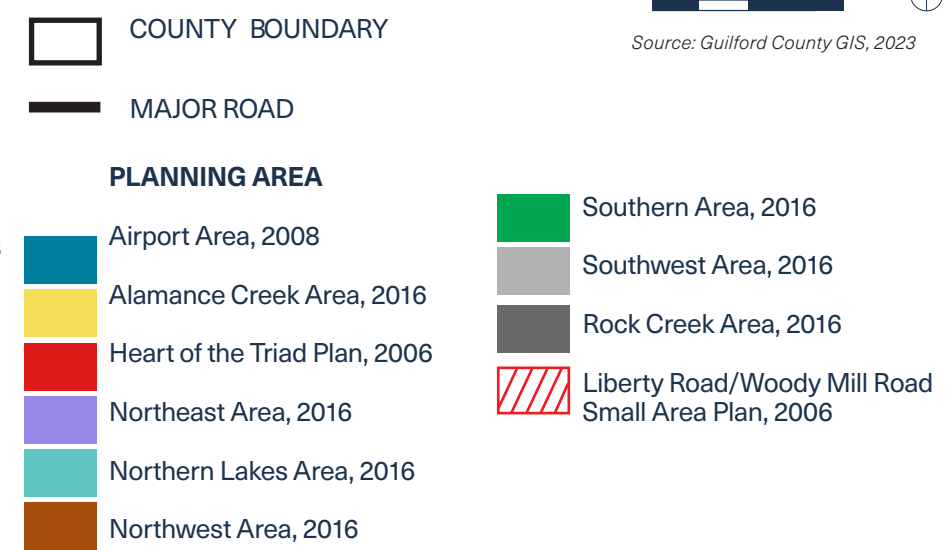 COUNTY BOUNDARY
Source: Guilford County GIS, 2023
MAJOR ROAD
PLANNING AREA
Airport Area, 2008
Alamance Creek Area, 2016
Heart of the Triad Plan, 2006
Northeast Area, 2016
Northern Lakes Area, 2016
Northwest Area, 2016
Southern Area, 2016
Southwest Area, 2016
Rock Creek Area, 2016
Liberty Road/Woody Mill Road
Small Area Plan, 2006